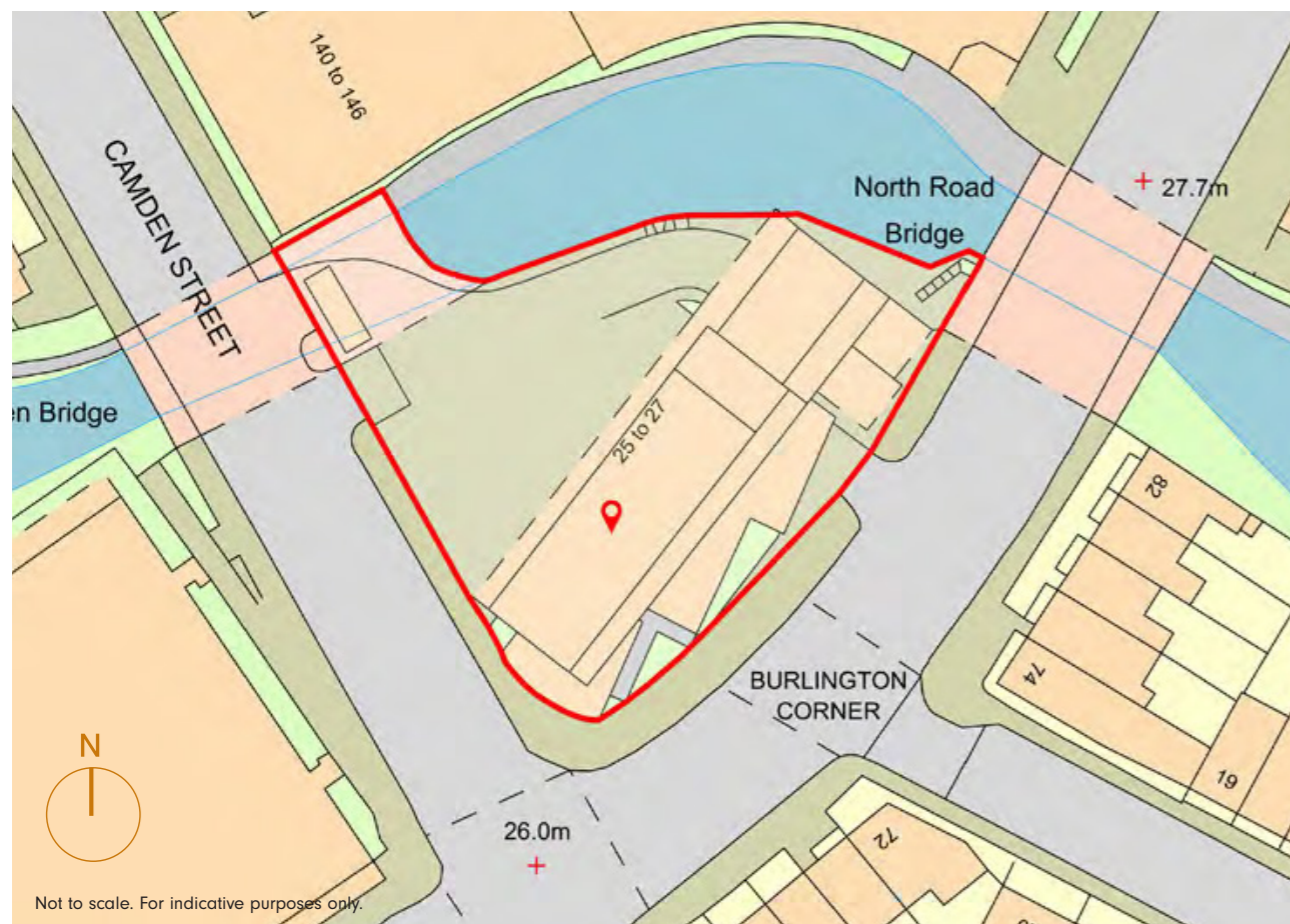 140 to 146
CAMDEN STREET
North Road
Bridge
27.7m
en Bridge
25 to 27
82
BURLINGTON
CORNER
74
61
N
26.0m
72
Not to scale. For indicative purposes only.